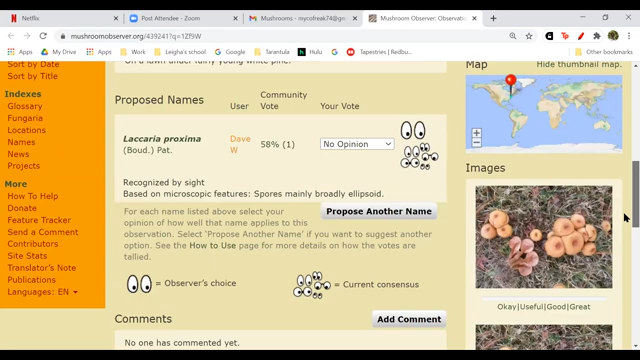 Netflix
Post Attendee - Zoom
Mushrooms - mycofreak74@gm
Mushroom Observer: Observatio
mushroomobserver.org/439241?q=1Zf9W
Apps
YouTube
Maps
Work
Leigha's school
Google
Tarantula
Hulu
Tapestries | Redbu...
Other bookmarks
Sort by Date
Sort by Title
Indexes
Glossary
Fungaria
Locations
Names
News
Projects
More
How To Help
Donate
Feature Tracker
Send a Comment
Contributors
Site Stats
Translator's Note
Publications
Languages: EN
On a lawn under fairly young white pine.
Proposed Names
User
Community Vote
Your Vote
Laccaria proxima
(Boud.) Pat.
Dave W
58% (1)
No Opinion
Recognized by sight
Based on microscopic features: Spores mainly broadly ellipsoid.
For each name listed above select your
opinion of how well that name applies to this
observation. Select 'Propose Another Name' if you want to suggest another
option. See the How to Use page for more details on how the votes are
tallied.
Propose Another Name
= Observer's choice
= Current consensus
Comments
Add Comment
No one has commented yet.
Map
Hide thumbnail map.
Images
Okay|Useful|Good|Great